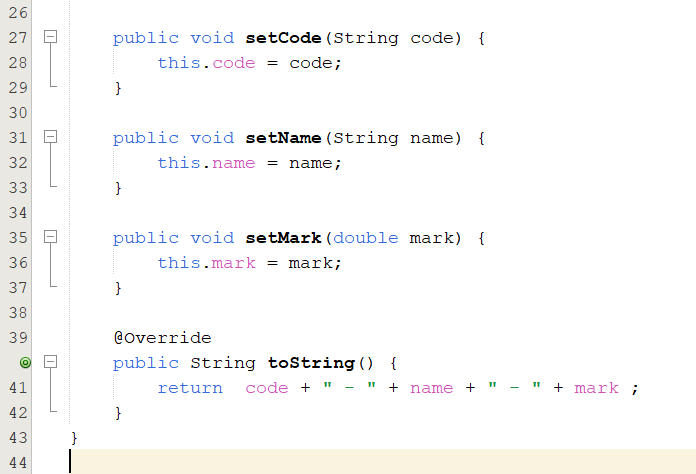 26
27 public void setCode(String code) {
28 this.code = code;
29 }
30
31 public void setName(String name) {
32 this.name = name;
33 }
34
35 public void setMark(double mark) {
36 this.mark = mark;
37 }
38
39 @Override
public String toString() {
41 return  code + " - " + name + " - " + mark ;
42 }
43 }
44